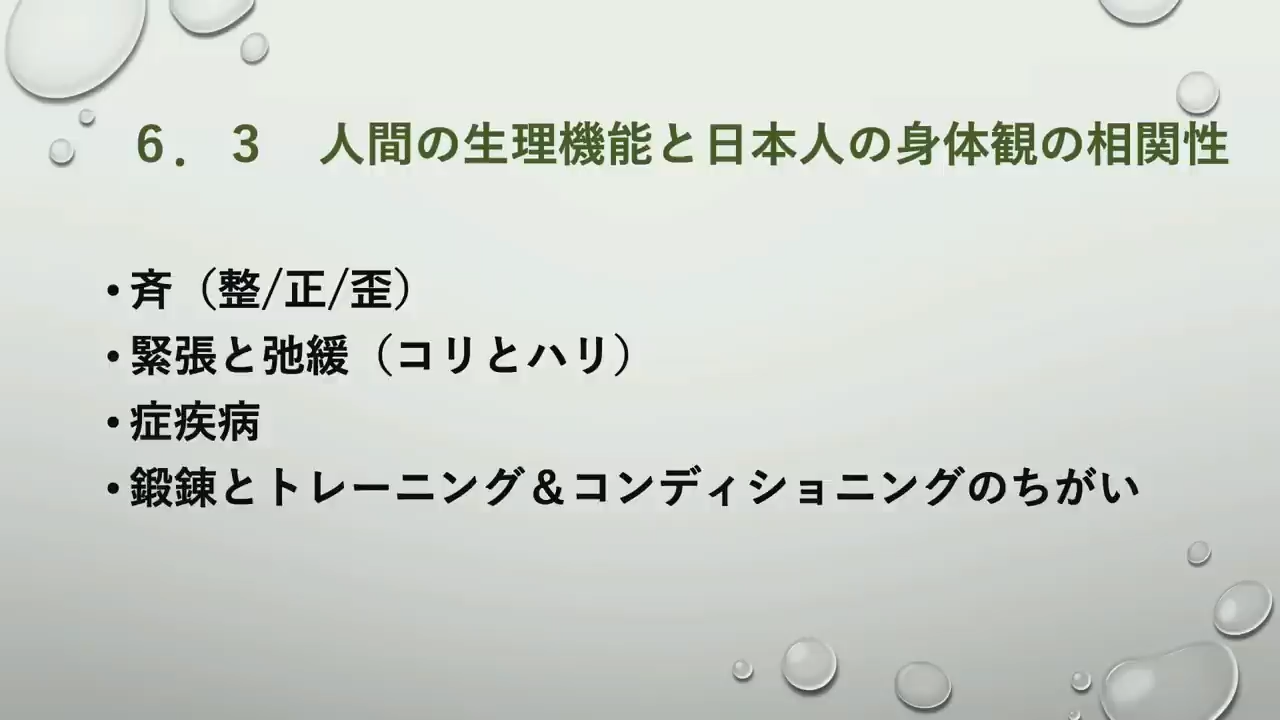 ６．３　人間の生理機能と日本人の身体観の相関性
•斉（整/正/歪）
•緊張と弛緩（コリとハリ）
•症疾病
•鍛錬とトレーニング＆コンディショニングのちがい